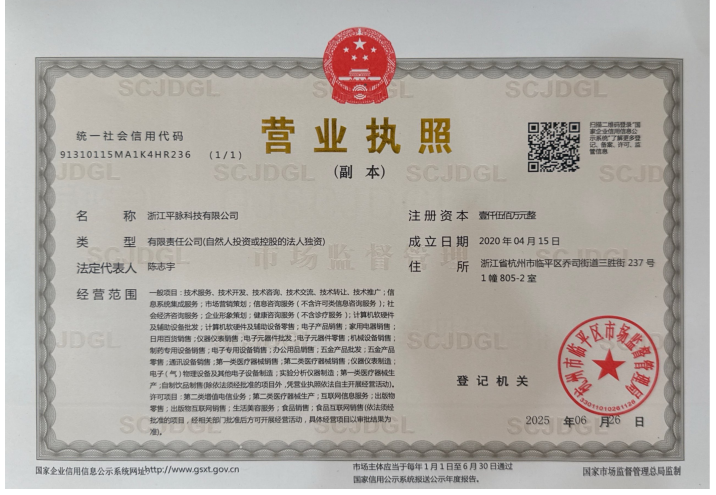 营业执照
(副 本)
统一社会信用代码
91310115MA1K4HR236 (1/1)
扫描二维码登录“国
家企业信用信息公
示系统”了解更多登
记、备案、许可、监
管信息
名 称 浙江平脉科技有限公司
类 型 有限责任公司(自然人投资或控股的法人独资)
法定代表人 陈志宇
经营范围 一般项目：技术服务、技术开发、技术咨询、技术交流、技术转让、技术推广；信
息系统集成服务；市场营销策划；信息咨询服务（不含许可类信息咨询服务）；社
会经济咨询服务；企业形象策划；健康咨询服务（不含诊疗服务）；计算机软硬件
及辅助设备批发；计算机软硬件及辅助设备零售；电子产品销售；家用电器销售；
日用百货销售；仪器仪表销售；电子元器件批发；电子元器件零售；机械设备销售；
制药专用设备销售；电子专用设备销售；办公用品销售；五金产品批发；五金产品
零售；通讯设备销售；第一类医疗器械销售；第二类医疗器械销售；仪器仪表制造；
电子（气）物理设备及其他电子设备制造；实验分析仪器制造；第一类医疗器械生产
；自制饮品制售(除依法须经批准的项目外，凭营业执照依法自主开展经营活动)。
许可项目：第二类增值电信业务；第二类医疗器械生产；互联网信息服务；出版物
零售；出版物互联网销售；生活美容服务；食品销售；食品互联网销售(依法须经
批准的项目，经相关部门批准后方可开展经营活动，具体经营项目以审批结果为
准)。
注册资本 壹仟伍佰万元整
成立日期 2020年04月15日
住 所 浙江省杭州市临平区乔司街道三胜街237号
1幢805-2室
登记机关
杭州市临平区市场监督管理局
2025 年 06 月 26 日
国家企业信用信息公示系统网址http://www.gsxt.gov.cn
市场主体应当于每年1月1日至6月30日通过
国家信用公示系统报送公示年度报告。
国家市场监督管理总局监制
SCJDGL
市场监督管理